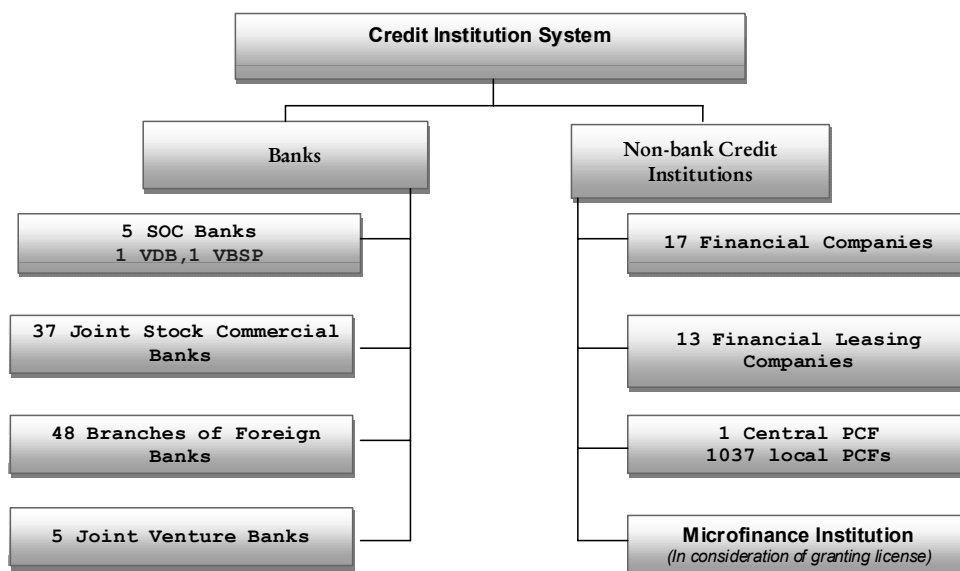 Credit Institution System
Banks
Non-bank Credit
Institutions
5 SOC Banks
1 VDB,1 VBSP
37 Joint Stock Commercial
Banks
48 Branches of Foreign
Banks
5 Joint Venture Banks
17 Financial Companies
13 Financial Leasing
Companies
1 Central PCF
1037 local PCFs
Microfinance Institution
(In consideration of granting license)